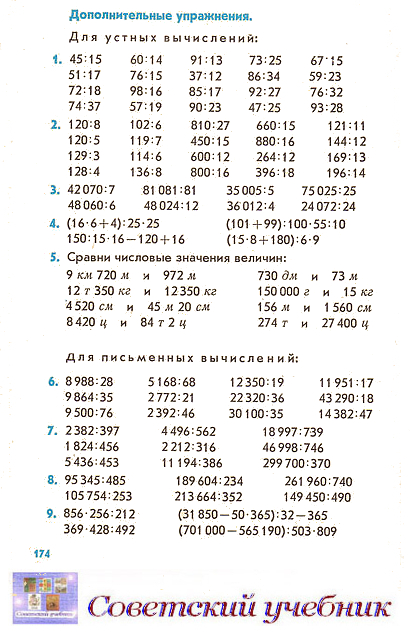 Дополнительные упражнения.
Для устных вычислений:
1. 45:15 60:14 91:13 73:25 67:15
51:17 76:15 37:12 86:34 59:23
72:18 98:16 85:17 92:27 76:32
74:37 57:19 90:23 47:25 93:28
2. 120:8 102:6 810:27 660:15 121:11
120:5 119:7 450:15 880:16 144:12
129:3 114:6 600:12 264:12 169:13
128:4 136:8 800:16 396:18 196:14
3. 42 070:7 81 081:81 35 005:5 75 025:25
48 060:6 48 024:12 36 012:4 24 072:24
4. (16·6+4):25·25 (101+99):100·55:10
150:15·16—120+16 (15·8+180):6·9
5. Сравни числовые значения величин:
9 км 720 м и 972 м 730 дм и 73 м
12 т 350 кг и 12 350 кг 150 000 г и 15 кг
4 520 см и 45 м 20 см 156 м и 1 560 см
8 420 ц и 84 т 2 ц 274 т и 27 400 ц
Для письменных вычислений:
6. 8 988:28 5 168:68 12 350:19 11 951:17
9 864:35 2 772:21 22 320:36 43 290:18
9 500:76 2 392:46 30 100:35 14 382:47
7. 2 382:397 4 496:562 18 997:739
1 824:456 2 212:316 46 998:746
5 436:453 11 194:386 299 700:370
8. 95 345:485 189 604:234 261 960:740
105 754:253 213 664:352 149 450:490
9. 856·256:212 (31 850—50·365):32—365
369·428:492 (701 000—565 190):503·809
174
Советский учебник